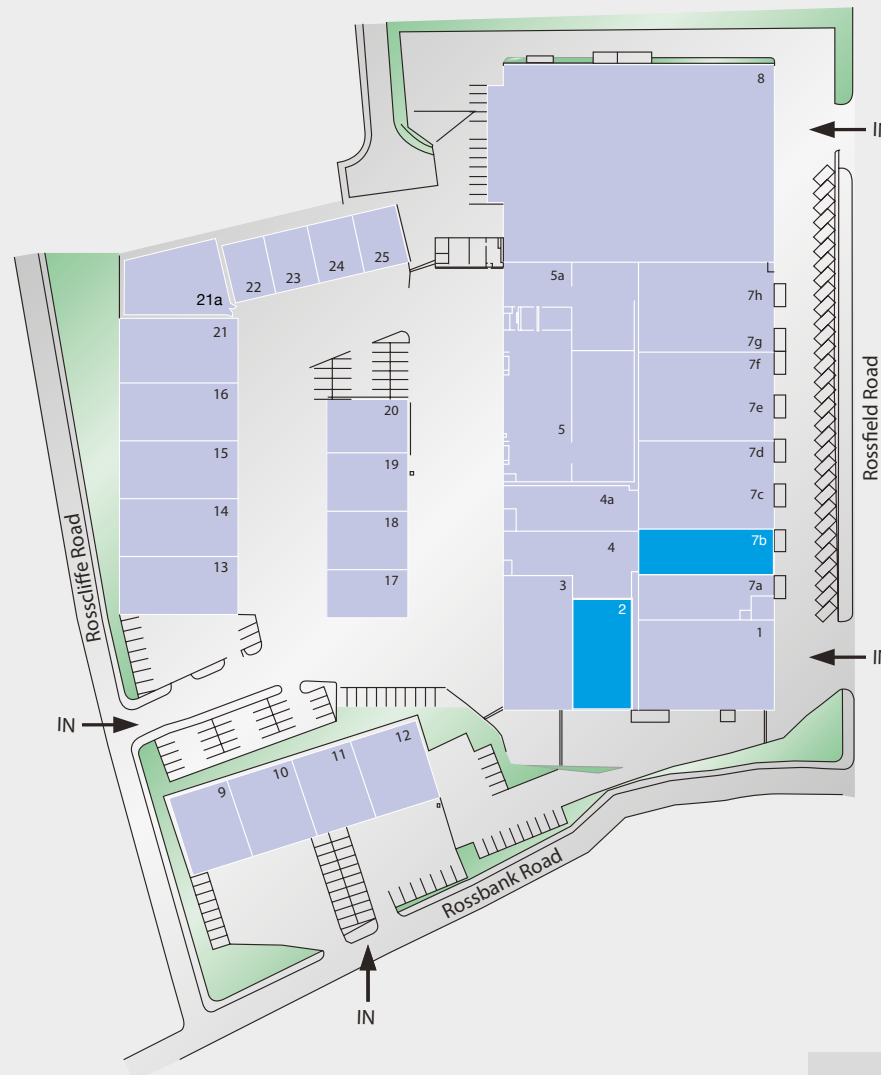 8
IN
25
24
23
22
21a
5a
7h
21
7g
7f
16
20
7e
Rossfield Road
15
19
5
7d
7c
14
18
4a
Rosscliffe Road
4
7b
13
17
3
7a
2
1
IN
IN
12
11
10
9
Rossbank Road
IN